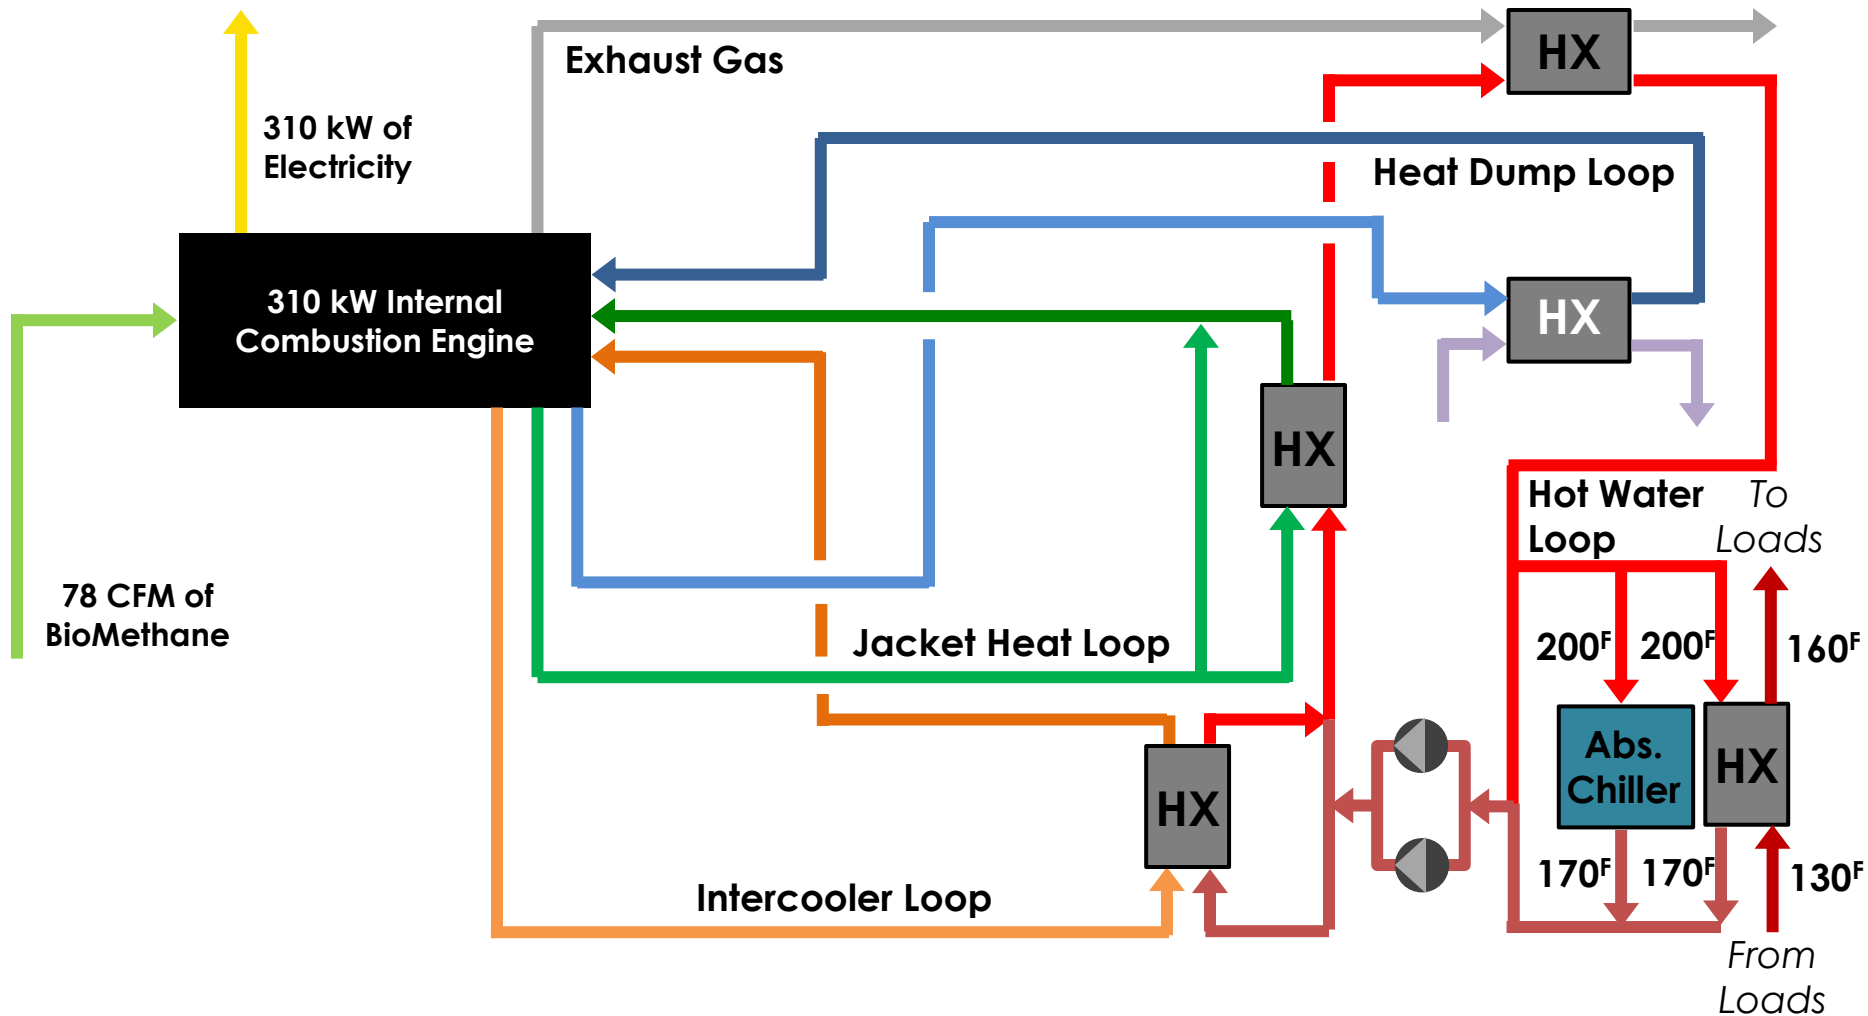 Exhaust Gas
HX
310 kW of
Electricity
Heat Dump Loop
310 kW Internal
Combustion Engine
HX
HX
Hot Water
Loop
To
Loads
78 CFM of
BioMethane
Jacket Heat Loop
200F
200F
160F
Abs.
Chiller
HX
HX
170F
170F
130F
Intercooler Loop
From
Loads